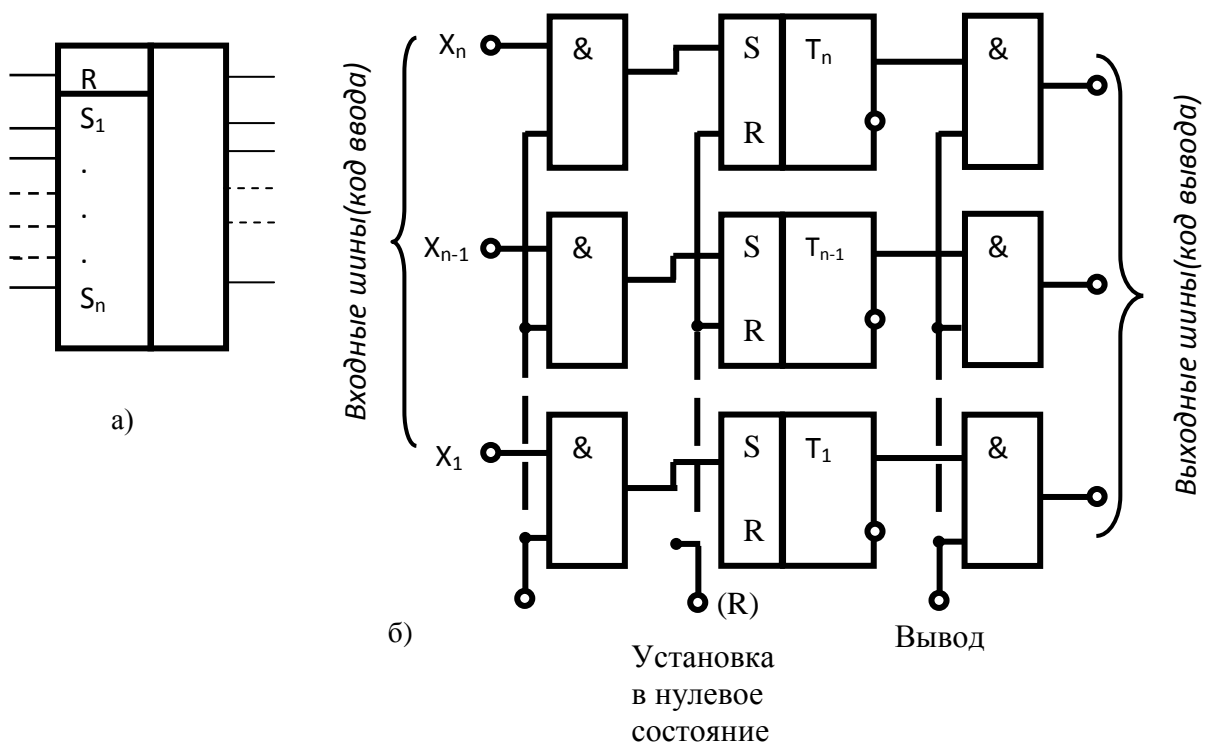 R
S1
.
.
.
Sn
а)
Входные шины(код ввода)
Xn
&
S
Tn
R
&
Xn-1
&
S
Tn-1
R
&
X1
&
S
T1
R
&
Выходные шины(код вывода)
(R)
б)
Вывод
Установка
в нулевое
состояние